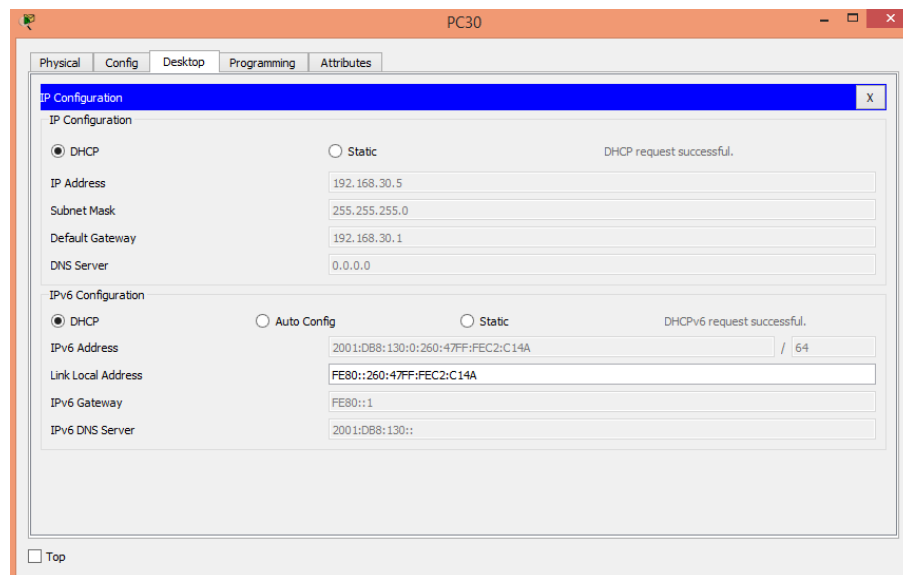 PC30
Physical Config Desktop Programming Attributes
IP Configuration X
IP Configuration
DHCP Static DHCP request successful.
IP Address 192.168.30.5
Subnet Mask 255.255.255.0
Default Gateway 192.168.30.1
DNS Server 0.0.0.0
IPv6 Configuration
DHCP Auto Config Static DHCPv6 request successful.
IPv6 Address 2001:DB8:130:0:260:47FF:FEC2:C14A / 64
Link Local Address FE80::260:47FF:FEC2:C14A
IPv6 Gateway FE80::1
IPv6 DNS Server 2001:DB8:130::
Top